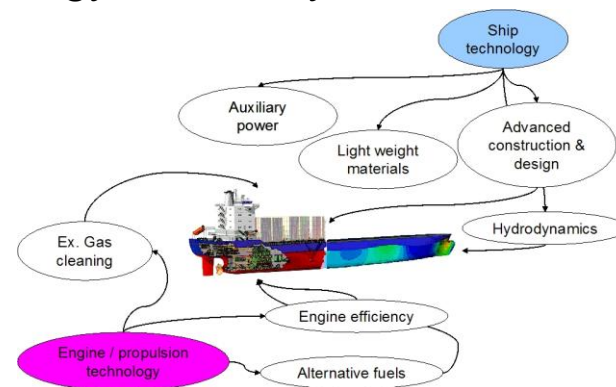 Ship
technology
Auxiliary
power
Light weight
materials
Advanced
construction &
design
Hydrodynamics
Ex. Gas
cleaning
Engine efficiency
Engine / propulsion
technology
Alternative fuels